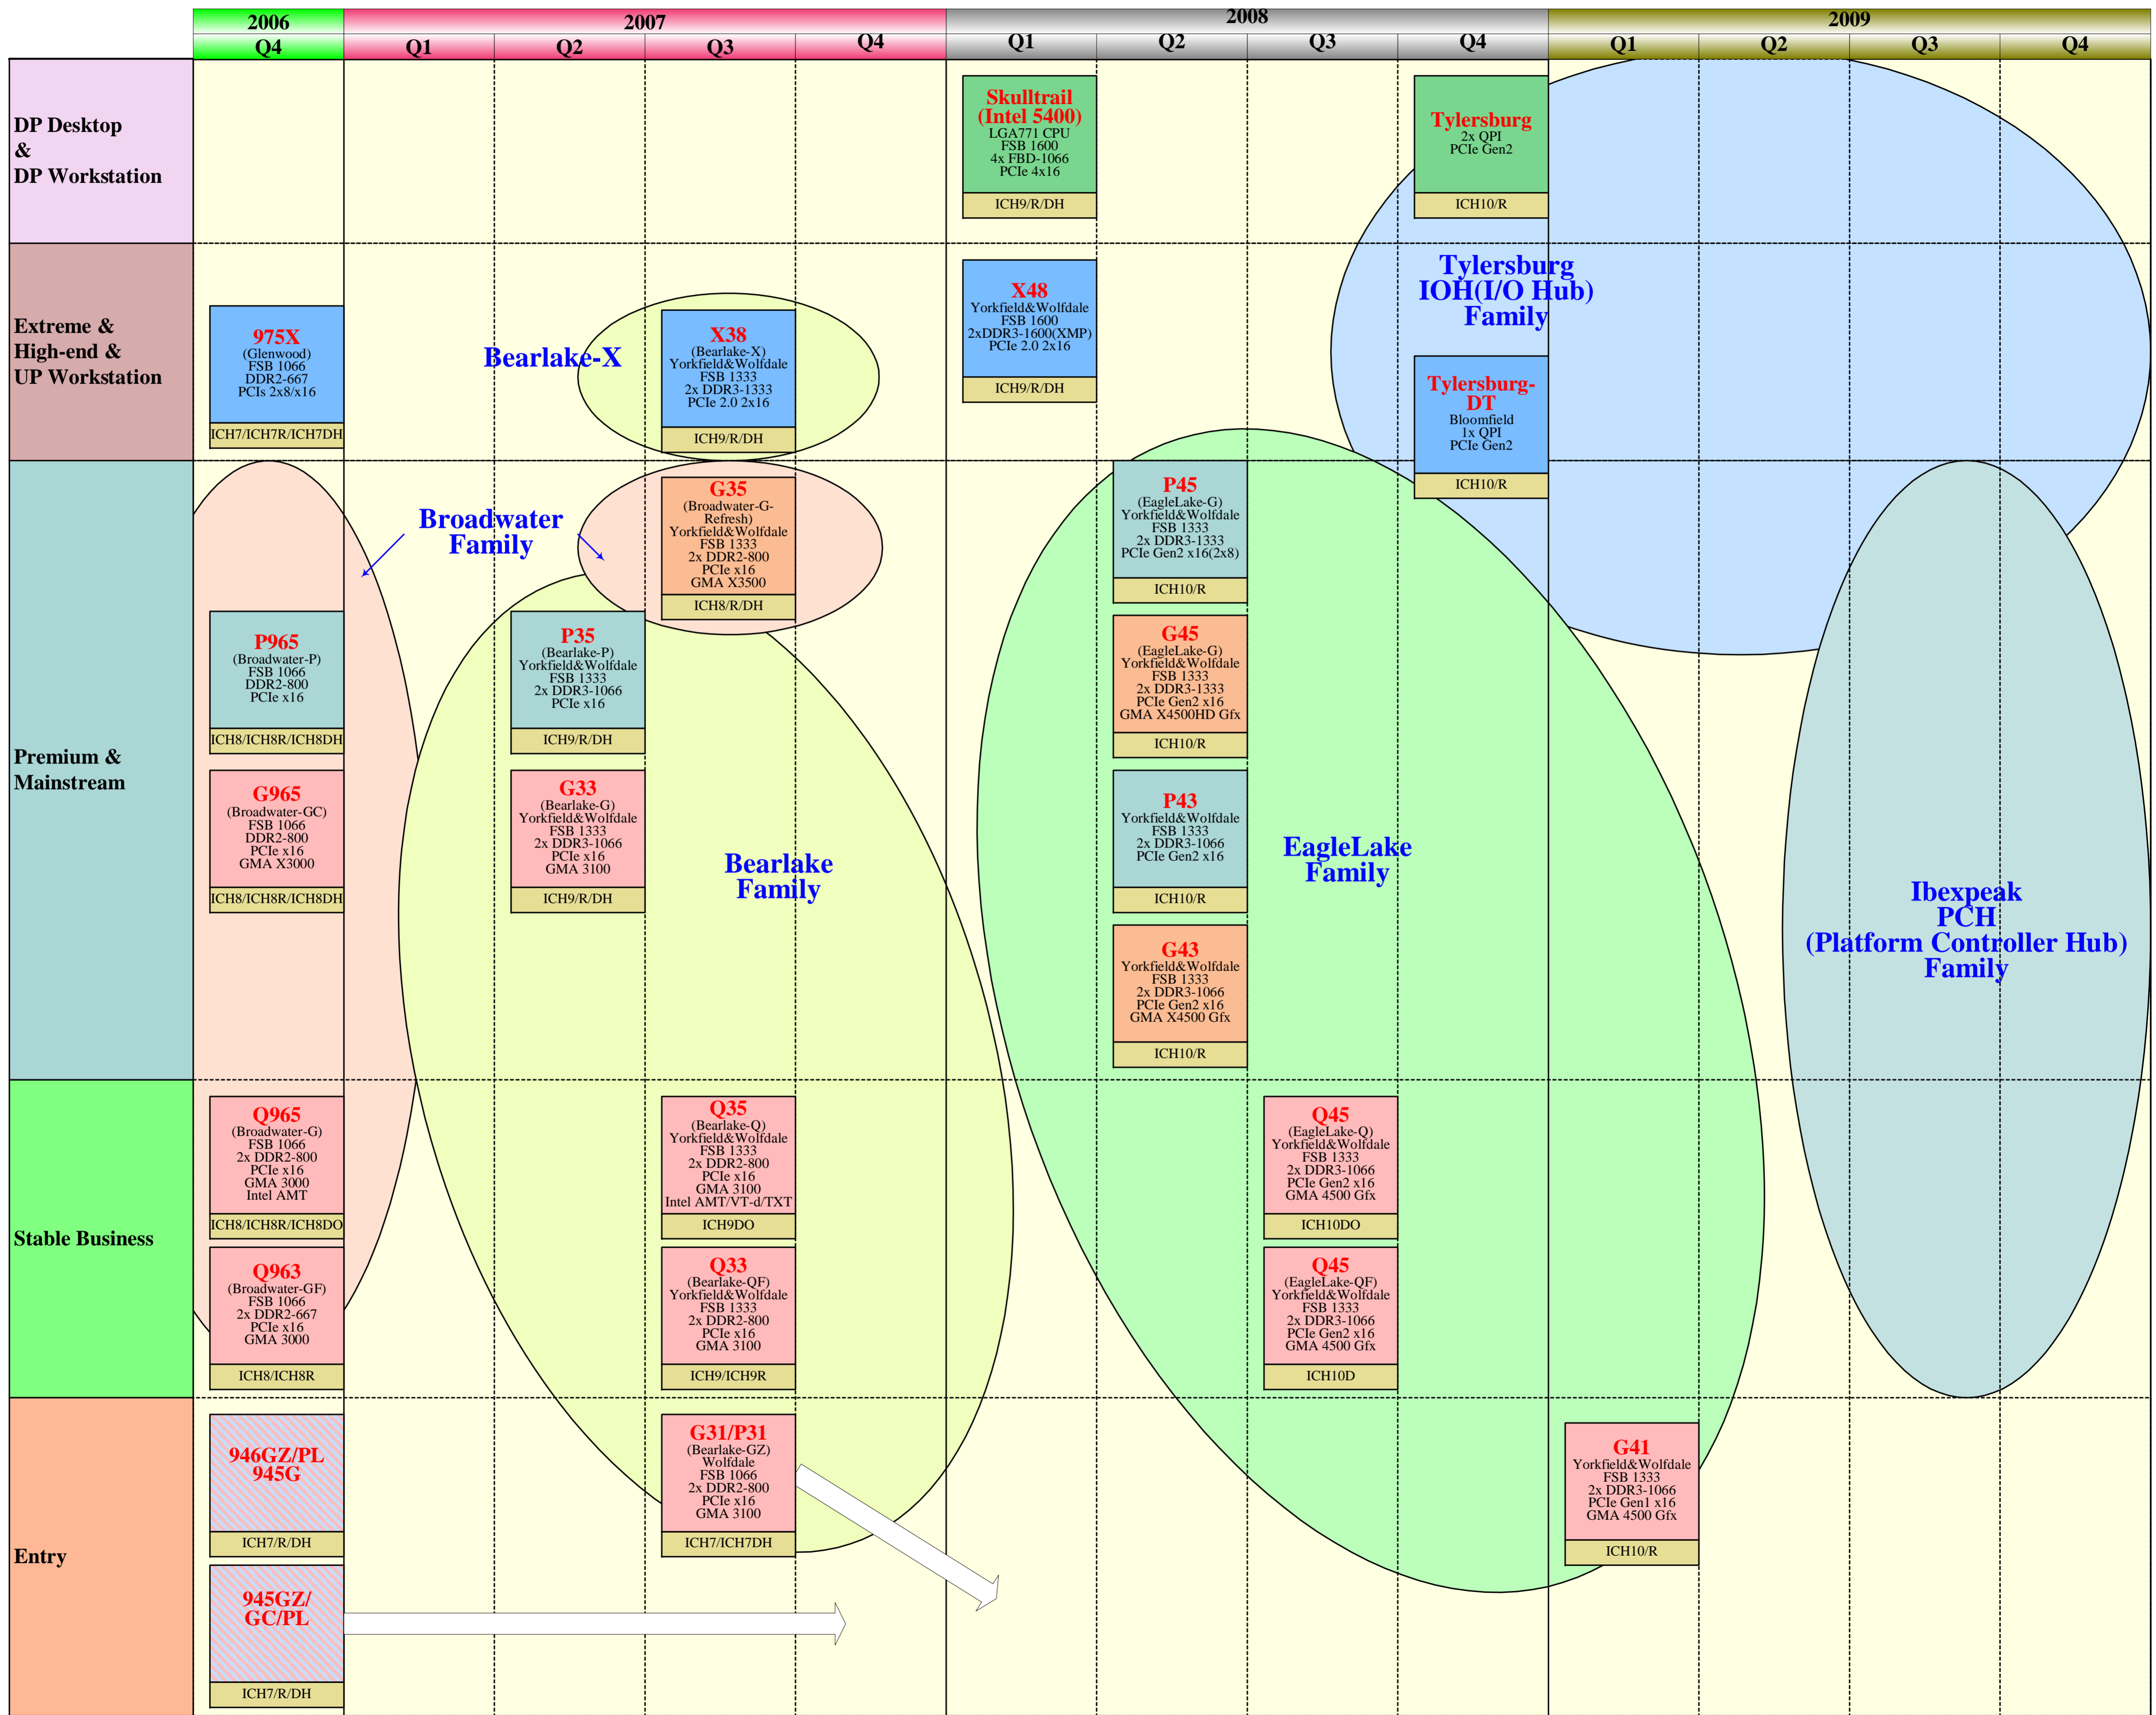 2006
2007
2008
2009
Q4
Q1
Q2
Q3
Q4
Q1
Q2
Q3
Q4
Q1
Q2
Q3
Q4
DP Desktop
&
DP Workstation
Skulltrail
(Intel 5400)
LGA771 CPU
FSB 1600
4x FBD-1066
PCIe 4x16
ICH9/R/DH
Tylersburg
2x QPI
PCIe Gen2
ICH10/R
Extreme &
High-end &
UP Workstation
975X
(Glenwood)
FSB 1066
DDR2-667
PCIs 2x8/x16
ICH7/ICH7R/ICH7DH
Bearlake-X
X38
(Bearlake-X)
Yorkfield&Wolfdale
FSB 1333
2x DDR3-1333
PCIe 2.0 2x16
ICH9/R/DH
X48
Yorkfield&Wolfdale
FSB 1600
2xDDR3-1600(XMP)
PCIe 2.0 2x16
ICH9/R/DH
Tylersburg
IOH(I/O Hub)
Family
Tylersburg-
DT
Bloomfield
1x QPI
PCIe Gen2
ICH10/R
Premium &
Mainstream
Broadwater
Family
P965
(Broadwater-P)
FSB 1066
DDR2-800
PCIe x16
ICH8/ICH8R/ICH8DH
G965
(Broadwater-GC)
FSB 1066
DDR2-800
PCIe x16
GMA X3000
ICH8/ICH8R/ICH8DH
P35
(Bearlake-P)
Yorkfield&Wolfdale
FSB 1333
2x DDR3-1066
PCIe x16
ICH9/R/DH
G33
(Bearlake-G)
Yorkfield&Wolfdale
FSB 1333
2x DDR3-1066
PCIe x16
GMA 3100
ICH9/R/DH
G35
(Broadwater-G-
Refresh)
Yorkfield&Wolfdale
FSB 1333
2x DDR2-800
PCIe x16
GMA X3500
ICH8/R/DH
Bearlake
Family
P45
(EagleLake-G)
Yorkfield&Wolfdale
FSB 1333
2x DDR3-1333
PCIe Gen2 x16(2x8)
ICH10/R
G45
(EagleLake-G)
Yorkfield&Wolfdale
FSB 1333
2x DDR3-1333
PCIe Gen2 x16
GMA X4500HD Gfx
ICH10/R
P43
Yorkfield&Wolfdale
FSB 1333
2x DDR3-1066
PCIe Gen2 x16
ICH10/R
G43
Yorkfield&Wolfdale
FSB 1333
2x DDR3-1066
PCIe Gen2 x16
GMA X4500 Gfx
ICH10/R
EagleLake
Family
Ibexpeak
PCH
(Platform Controller Hub)
Family
Stable Business
Q965
(Broadwater-G)
FSB 1066
2x DDR2-800
PCIe x16
GMA 3000
Intel AMT
ICH8/ICH8R/ICH8DO
Q963
(Broadwater-GF)
FSB 1066
2x DDR2-667
PCIe x16
GMA 3000
ICH8/ICH8R
Q35
(Bearlake-Q)
Yorkfield&Wolfdale
FSB 1333
2x DDR2-800
PCIe x16
GMA 3100
Intel AMT/VT-d/TXT
ICH9DO
Q33
(Bearlake-QF)
Yorkfield&Wolfdale
FSB 1333
2x DDR2-800
PCIe x16
GMA 3100
ICH9/ICH9R
Q45
(EagleLake-Q)
Yorkfield&Wolfdale
FSB 1333
2x DDR3-1066
PCIe Gen2 x16
GMA 4500 Gfx
ICH10DO
Q45
(EagleLake-QF)
Yorkfield&Wolfdale
FSB 1333
2x DDR3-1066
PCIe Gen2 x16
GMA 4500 Gfx
ICH10D
Entry
946GZ/PL
945G
ICH7/R/DH
945GZ/
GC/PL
ICH7/R/DH
G31/P31
(Bearlake-GZ)
Wolfdale
FSB 1066
2x DDR2-800
PCIe x16
GMA 3100
ICH7/ICH7DH
G41
Yorkfield&Wolfdale
FSB 1333
2x DDR3-1066
PCIe Gen1 x16
GMA 4500 Gfx
ICH10/R